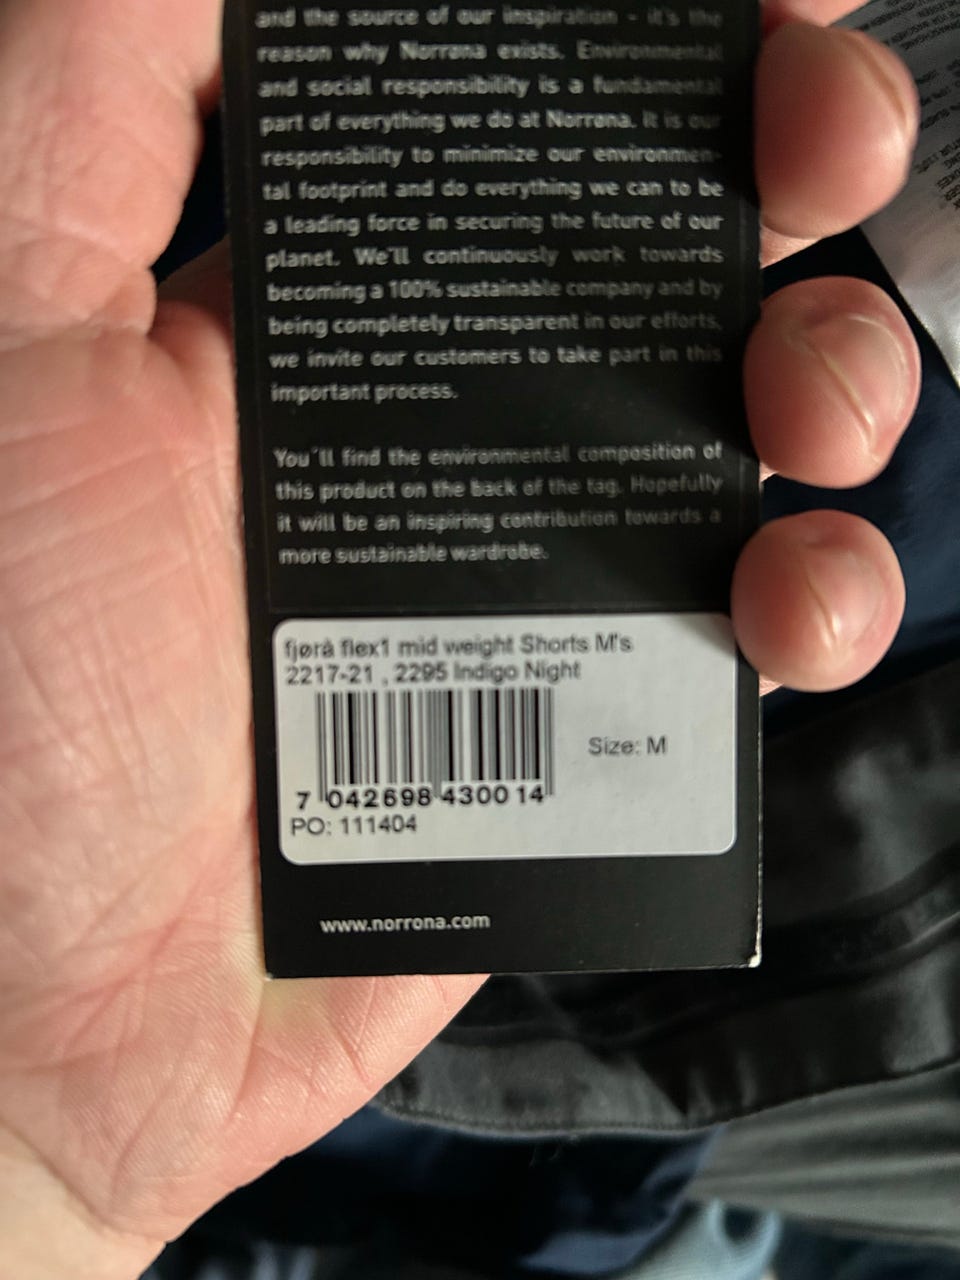 and the source of our inspiration - it's the
reason why Norrøna exists. Environmental
and social responsibility is a fundamental
part of everything we do at Norrøna. It is our
responsibility to minimize our environmen-
tal footprint and do everything we can to be
a leading force in securing the future of our
planet. We'll continuously work towards
becoming a 100% sustainable company and by
being completely transparent in our efforts,
we invite our customers to take part in this
important process.
You'll find the environmental composition of
this product on the back of the tag. Hopefully
it will be an inspiring contribution towards a
more sustainable wardrobe.
fjørå flex1 mid weight Shorts M's
2217-21 , 2295 Indigo Night
Size: M
7 042698 430014
PO: 111404
www.norrona.com